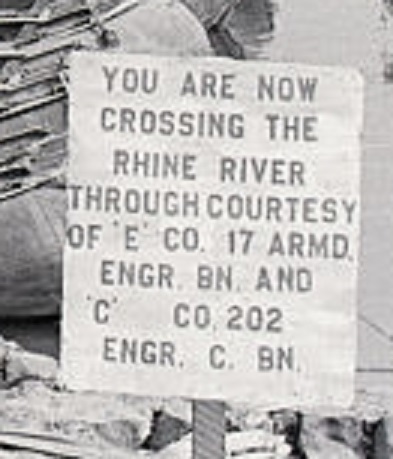 YOU ARE NOW
CROSSING THE
RHINE RIVER
THROUGH COURTESY
OF 'E' CO. 17 ARMD.
ENGR. BN. AND
'C' CO. 202
ENGR. C. BN.